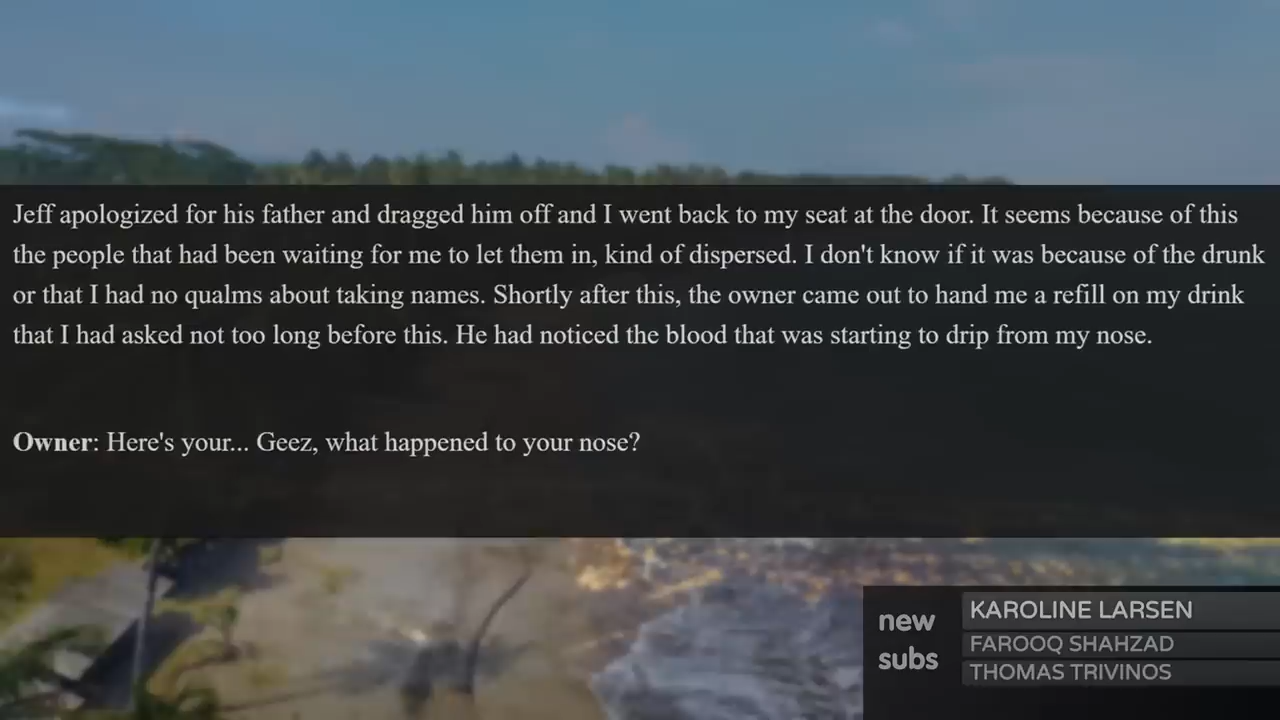 Jeff apologized for his father and dragged him off and I went back to my seat at the door. It seems because of this
the people that had been waiting for me to let them in, kind of dispersed. I don't know if it was because of the drunk
or that I had no qualms about taking names. Shortly after this, the owner came out to hand me a refill on my drink
that I had asked not too long before this. He had noticed the blood that was starting to drip from my nose.
Owner: Here's your... Geez, what happened to your nose?
new
subs
KAROLINE LARSEN
FAROOQ SHAHZAD
THOMAS TRIVINOS